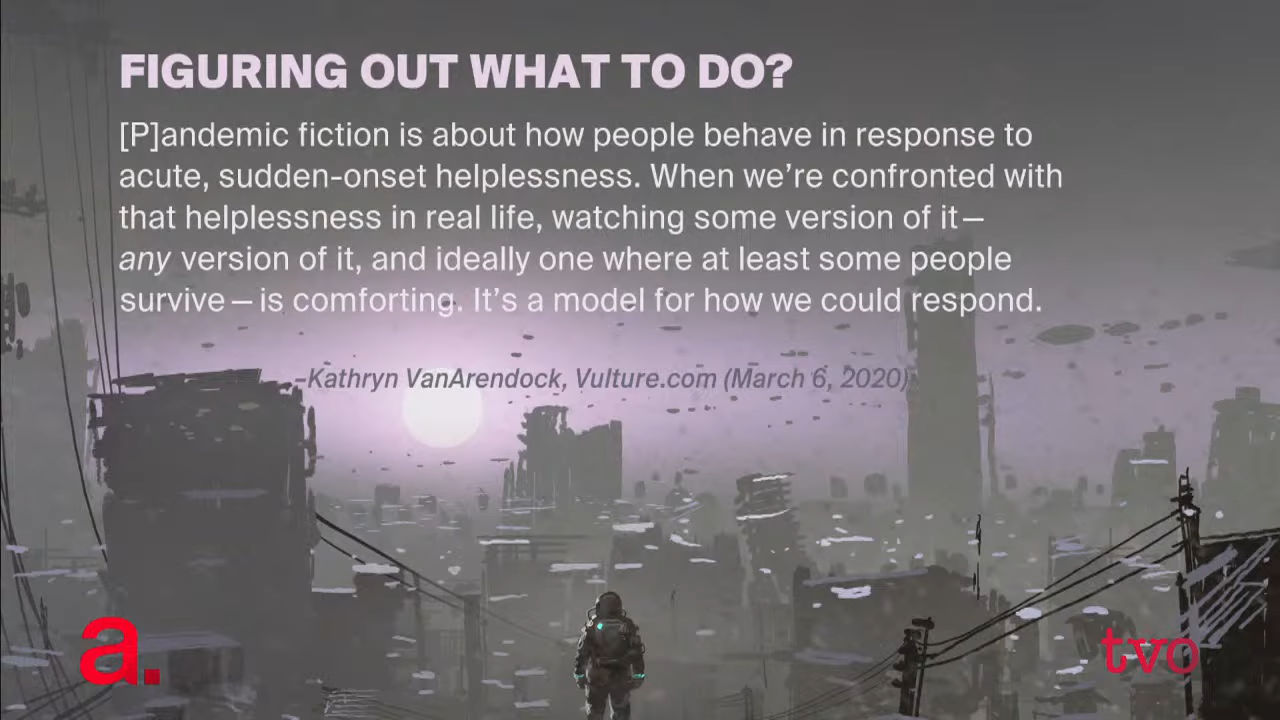 FIGURING OUT WHAT TO DO?
[P]andemic fiction is about how people behave in response to
acute, sudden-onset helplessness. When we’re confronted with
that helplessness in real life, watching some version of it—
any version of it, and ideally one where at least some people
survive — is comforting. It’s a model for how we could respond.
–Kathryn VanArendock, Vulture.com (March 6, 2020)
a.
tvo